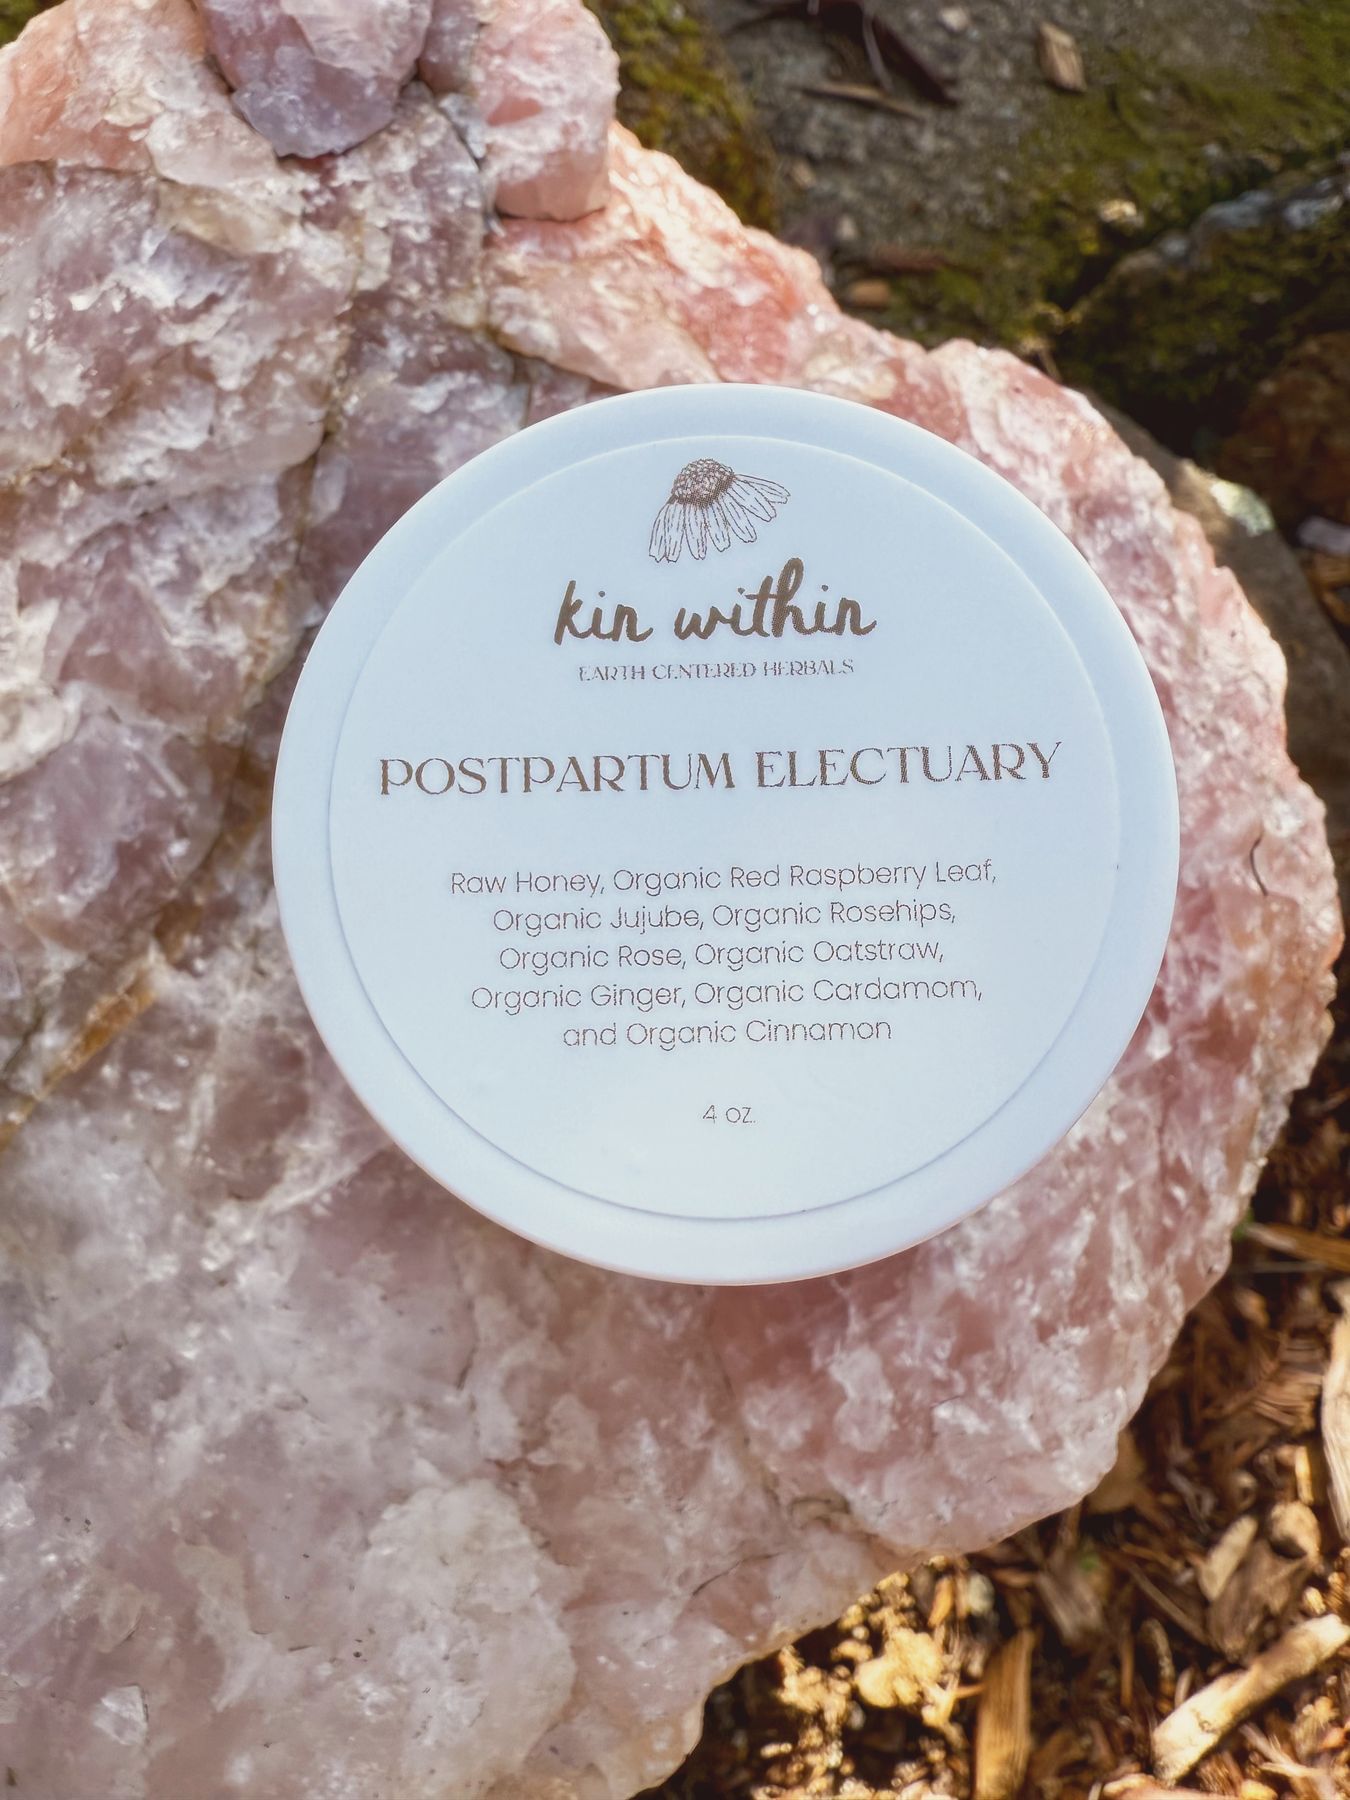 kin within
EARTH CENTERED HERBALS
POSTPARTUM ELECTUARY
Raw Honey, Organic Red Raspberry Leaf,
Organic Jujube, Organic Rosehips,
Organic Rose, Organic Oatstraw,
Organic Ginger, Organic Cardamom,
and Organic Cinnamon
4 oz.